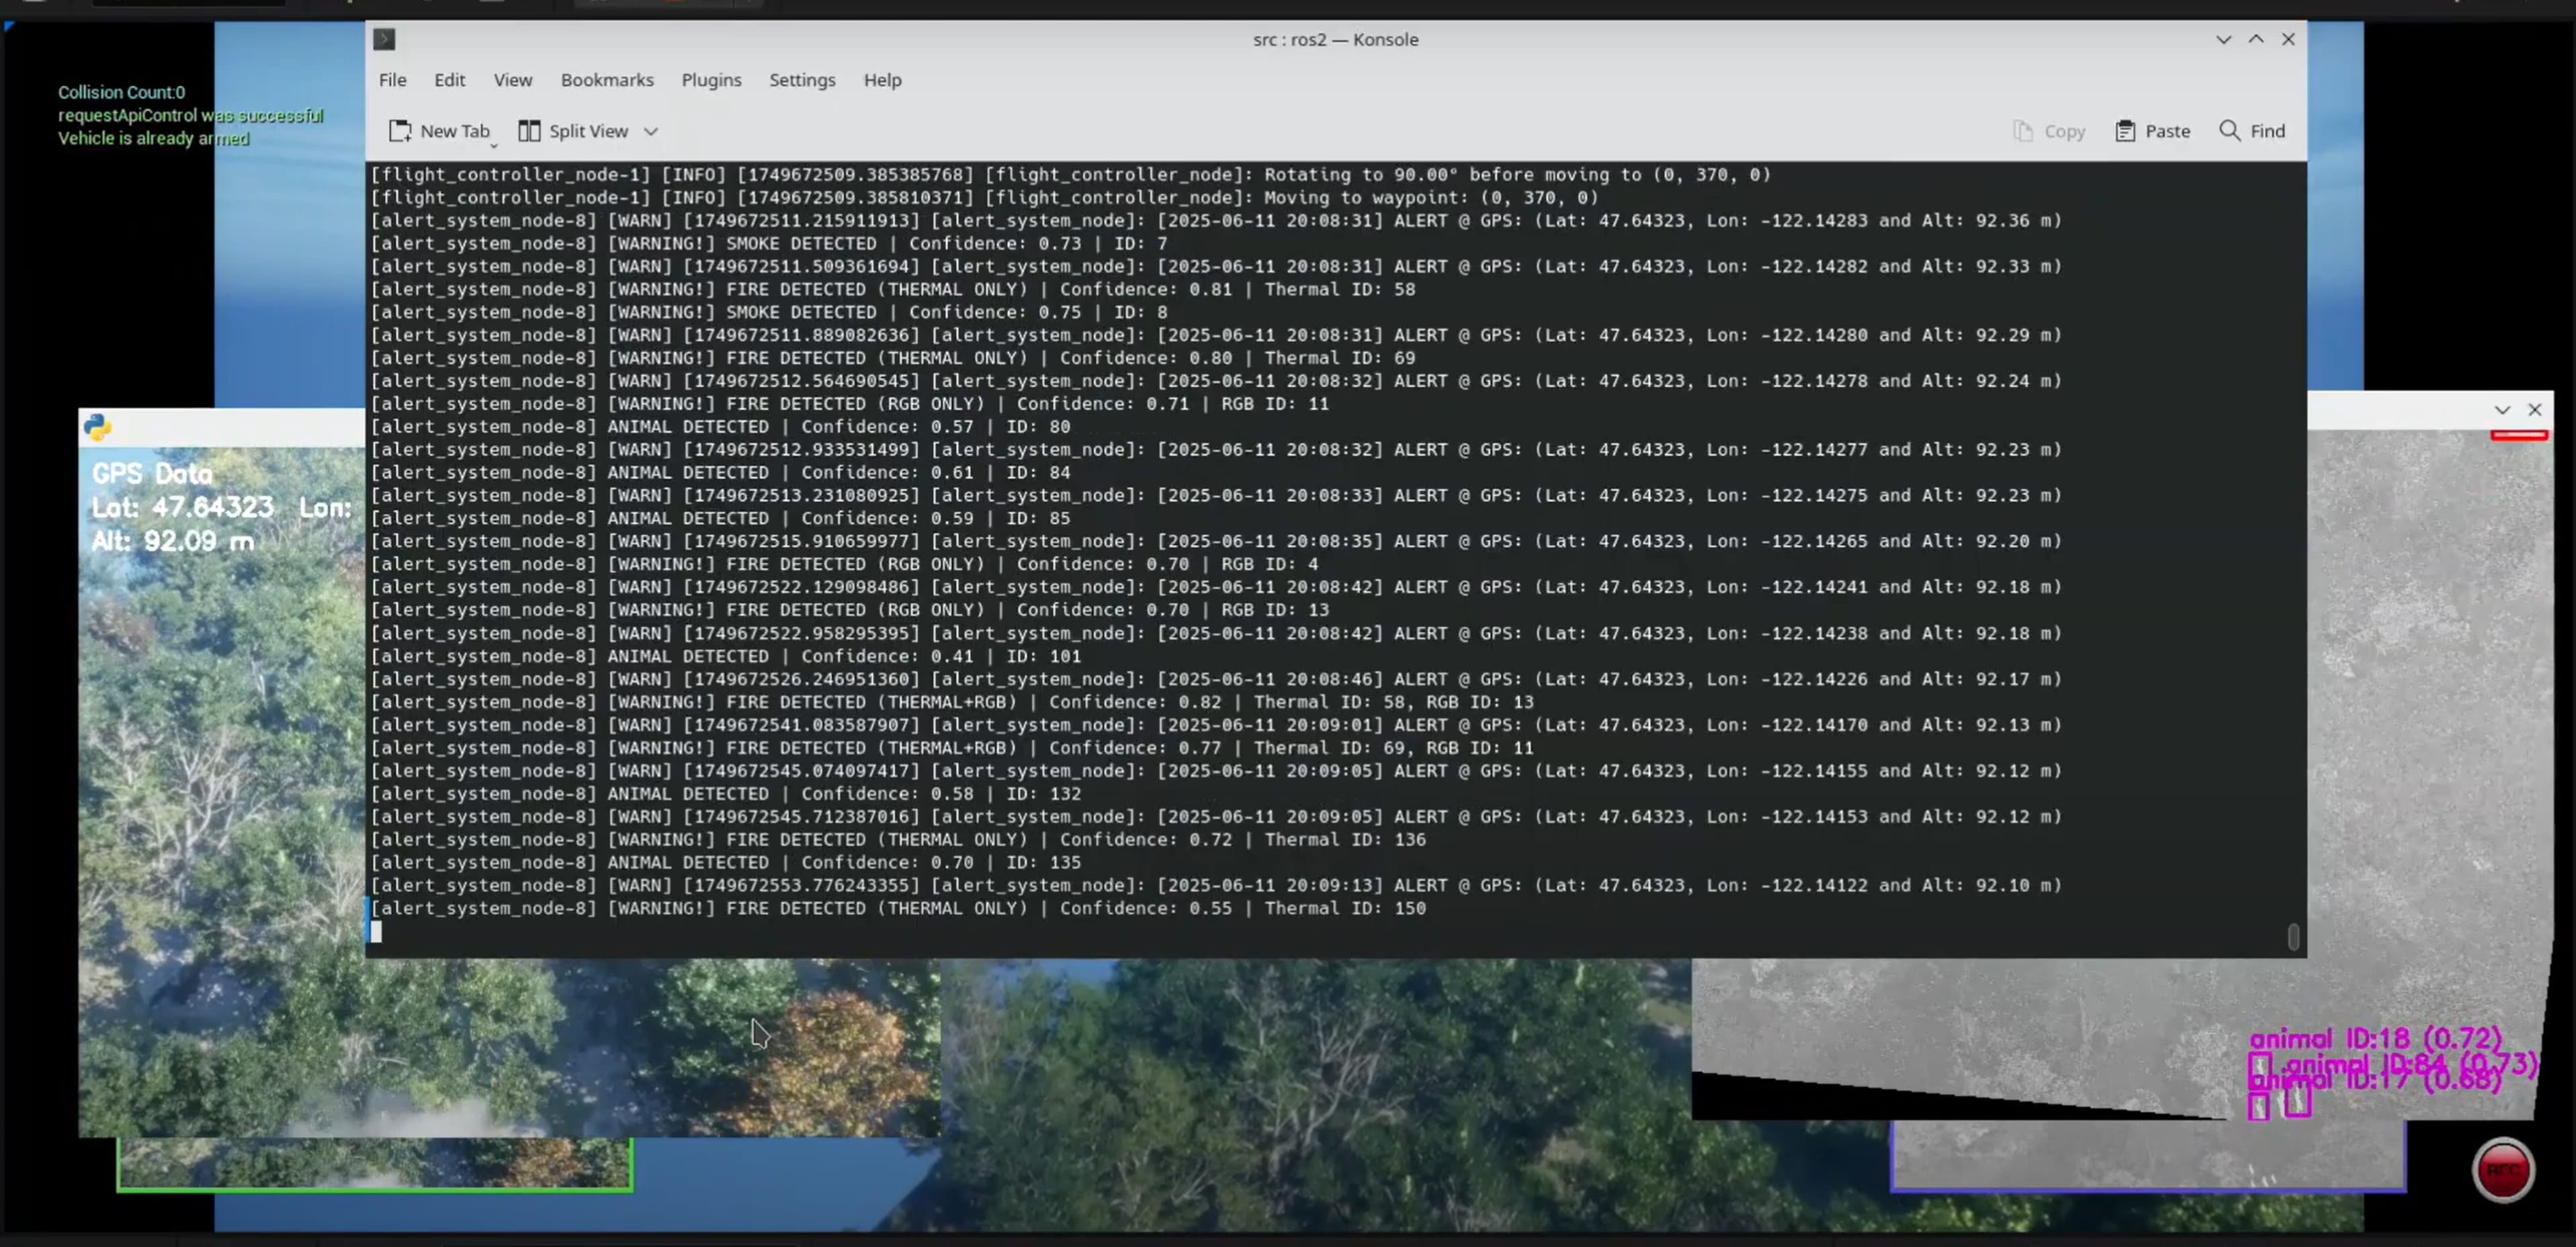 Collision Count:0
requestApiControl was successful
Vehicle is already armed
src : ros2 — Konsole
File Edit View Bookmarks Plugins Settings Help
New Tab Split View Copy Paste Find
[flight_controller_node-1] [INFO] [1749672509.385385768] [flight_controller_node]: Rotating to 90.00° before moving to (0, 370, 0)
[flight_controller_node-1] [INFO] [1749672509.385810371] [flight_controller_node]: Moving to waypoint: (0, 370, 0)
[alert_system_node-8] [WARN] [1749672511.215911913] [alert_system_node]: [2025-06-11 20:08:31] ALERT @ GPS: (Lat: 47.64323, Lon: -122.14283 and Alt: 92.36 m)
[alert_system_node-8] [WARNING!] SMOKE DETECTED | Confidence: 0.73 | ID: 7
[alert_system_node-8] [WARN] [1749672511.509361694] [alert_system_node]: [2025-06-11 20:08:31] ALERT @ GPS: (Lat: 47.64323, Lon: -122.14282 and Alt: 92.33 m)
[alert_system_node-8] [WARNING!] FIRE DETECTED (THERMAL ONLY) | Confidence: 0.81 | Thermal ID: 58
[alert_system_node-8] [WARNING!] SMOKE DETECTED | Confidence: 0.75 | ID: 8
[alert_system_node-8] [WARN] [1749672511.889082636] [alert_system_node]: [2025-06-11 20:08:31] ALERT @ GPS: (Lat: 47.64323, Lon: -122.14280 and Alt: 92.29 m)
[alert_system_node-8] [WARNING!] FIRE DETECTED (THERMAL ONLY) | Confidence: 0.80 | Thermal ID: 69
[alert_system_node-8] [WARN] [1749672512.564690545] [alert_system_node]: [2025-06-11 20:08:32] ALERT @ GPS: (Lat: 47.64323, Lon: -122.14278 and Alt: 92.24 m)
[alert_system_node-8] [WARNING!] FIRE DETECTED (RGB ONLY) | Confidence: 0.71 | RGB ID: 11
[alert_system_node-8] ANIMAL DETECTED | Confidence: 0.57 | ID: 80
[alert_system_node-8] [WARN] [1749672512.933531499] [alert_system_node]: [2025-06-11 20:08:32] ALERT @ GPS: (Lat: 47.64323, Lon: -122.14277 and Alt: 92.23 m)
[alert_system_node-8] ANIMAL DETECTED | Confidence: 0.61 | ID: 84
[alert_system_node-8] [WARN] [1749672513.231080925] [alert_system_node]: [2025-06-11 20:08:33] ALERT @ GPS: (Lat: 47.64323, Lon: -122.14275 and Alt: 92.23 m)
[alert_system_node-8] ANIMAL DETECTED | Confidence: 0.59 | ID: 85
[alert_system_node-8] [WARN] [1749672515.910659977] [alert_system_node]: [2025-06-11 20:08:35] ALERT @ GPS: (Lat: 47.64323, Lon: -122.14265 and Alt: 92.20 m)
[alert_system_node-8] [WARNING!] FIRE DETECTED (RGB ONLY) | Confidence: 0.70 | RGB ID: 4
[alert_system_node-8] [WARN] [1749672522.129098486] [alert_system_node]: [2025-06-11 20:08:42] ALERT @ GPS: (Lat: 47.64323, Lon: -122.14241 and Alt: 92.18 m)
[alert_system_node-8] [WARNING!] FIRE DETECTED (RGB ONLY) | Confidence: 0.70 | RGB ID: 13
[alert_system_node-8] [WARN] [1749672522.958295395] [alert_system_node]: [2025-06-11 20:08:42] ALERT @ GPS: (Lat: 47.64323, Lon: -122.14238 and Alt: 92.18 m)
[alert_system_node-8] ANIMAL DETECTED | Confidence: 0.41 | ID: 101
[alert_system_node-8] [WARN] [1749672526.246951360] [alert_system_node]: [2025-06-11 20:08:46] ALERT @ GPS: (Lat: 47.64323, Lon: -122.14226 and Alt: 92.17 m)
[alert_system_node-8] [WARNING!] FIRE DETECTED (THERMAL+RGB) | Confidence: 0.82 | Thermal ID: 58, RGB ID: 13
[alert_system_node-8] [WARN] [1749672541.083587907] [alert_system_node]: [2025-06-11 20:09:01] ALERT @ GPS: (Lat: 47.64323, Lon: -122.14170 and Alt: 92.13 m)
[alert_system_node-8] [WARNING!] FIRE DETECTED (THERMAL+RGB) | Confidence: 0.77 | Thermal ID: 69, RGB ID: 11
[alert_system_node-8] [WARN] [1749672545.074097417] [alert_system_node]: [2025-06-11 20:09:05] ALERT @ GPS: (Lat: 47.64323, Lon: -122.14155 and Alt: 92.12 m)
[alert_system_node-8] ANIMAL DETECTED | Confidence: 0.58 | ID: 132
[alert_system_node-8] [WARN] [1749672545.712387016] [alert_system_node]: [2025-06-11 20:09:05] ALERT @ GPS: (Lat: 47.64323, Lon: -122.14153 and Alt: 92.12 m)
[alert_system_node-8] [WARNING!] FIRE DETECTED (THERMAL ONLY) | Confidence: 0.72 | Thermal ID: 136
[alert_system_node-8] ANIMAL DETECTED | Confidence: 0.70 | ID: 135
[alert_system_node-8] [WARN] [1749672553.776243355] [alert_system_node]: [2025-06-11 20:09:13] ALERT @ GPS: (Lat: 47.64323, Lon: -122.14122 and Alt: 92.10 m)
[alert_system_node-8] [WARNING!] FIRE DETECTED (THERMAL ONLY) | Confidence: 0.55 | Thermal ID: 150
GPS Data
Lat: 47.64323 Lon:
Alt: 92.09 m
animal ID:18 (0.72)
animal ID:84 (0.73)
animal ID:17 (0.68)
REC